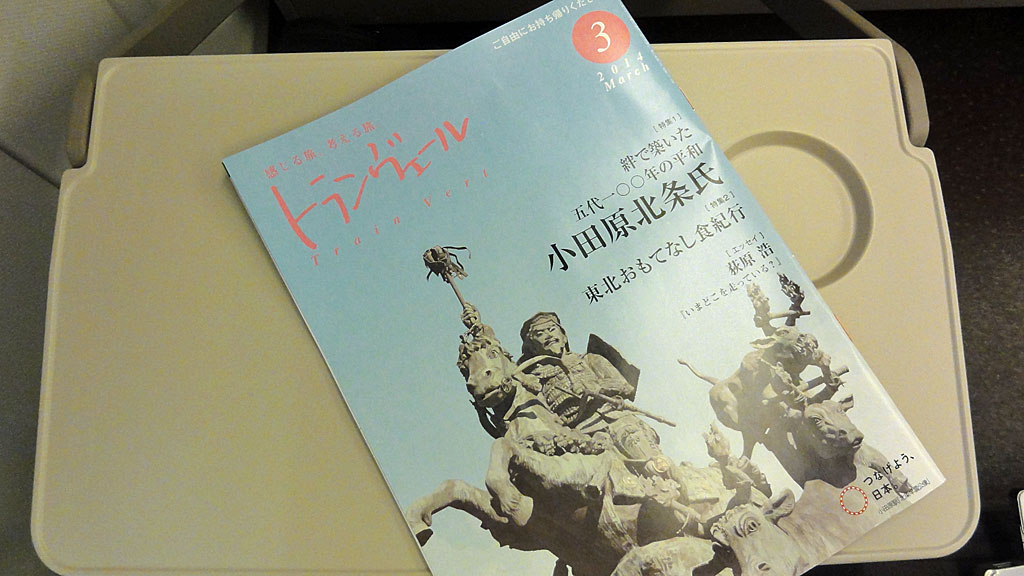 ご自由にお持ち帰りくださ
3
2014
March
感じる旅、考える旅
トランヴェール
Train Vert
[特集1]
絆で築いた
五代一〇〇年の平和
小田原北条氏
[特集2]
東北おもてなし食紀行
[エッセイ]
荻原 浩
「いまどこを走っている?」
つなげよう、
日本。